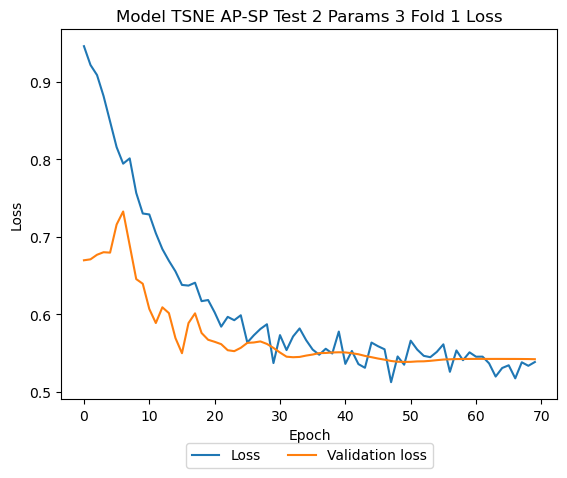 Model TSNE AP-SP Test 2 Params 3 Fold 1 Loss
0.9
0.8
0.7
0.6
0.5
Loss
0 10 20 30 40 50 60 70
Epoch
Loss Validation loss